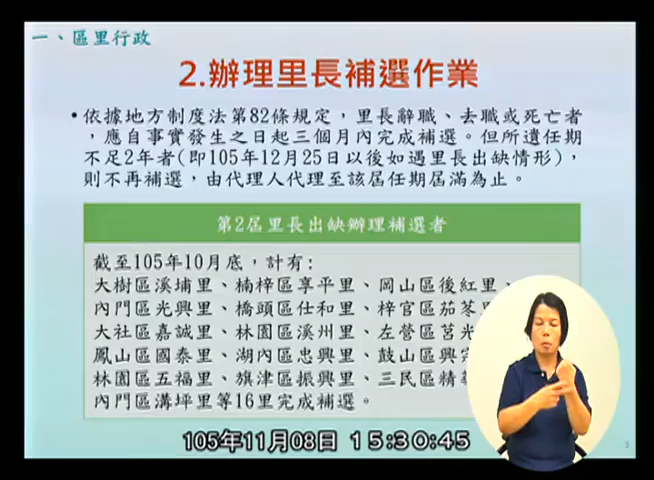 一、區里行政
2.辦理里長補選作業
•依據地方制度法第82條規定，里長辭職、去職或死亡者
，應自事實發生之日起三個月內完成補選。但所遺任期
不足2年者(即105年12月25日以後如遇里長出缺情形)，
則不再補選，由代理人代理至該屆任期屆滿為止。
第2屆里長出缺辦理補選者
截至105年10月底，計有:
大樹區溪埔里、楠梓區享平里、岡山區後紅里、
內門區光興里、橋頭區仕和里、梓官區茄苳里
大社區嘉誠里、林園區溪州里、左營區莒光
鳳山區國泰里、湖內區忠興里、鼓山區興宗
林園區五福里、旗津區振興里、三民區精華
內門區溝坪里等16里完成補選。
105年11月08日 15:30:45
3